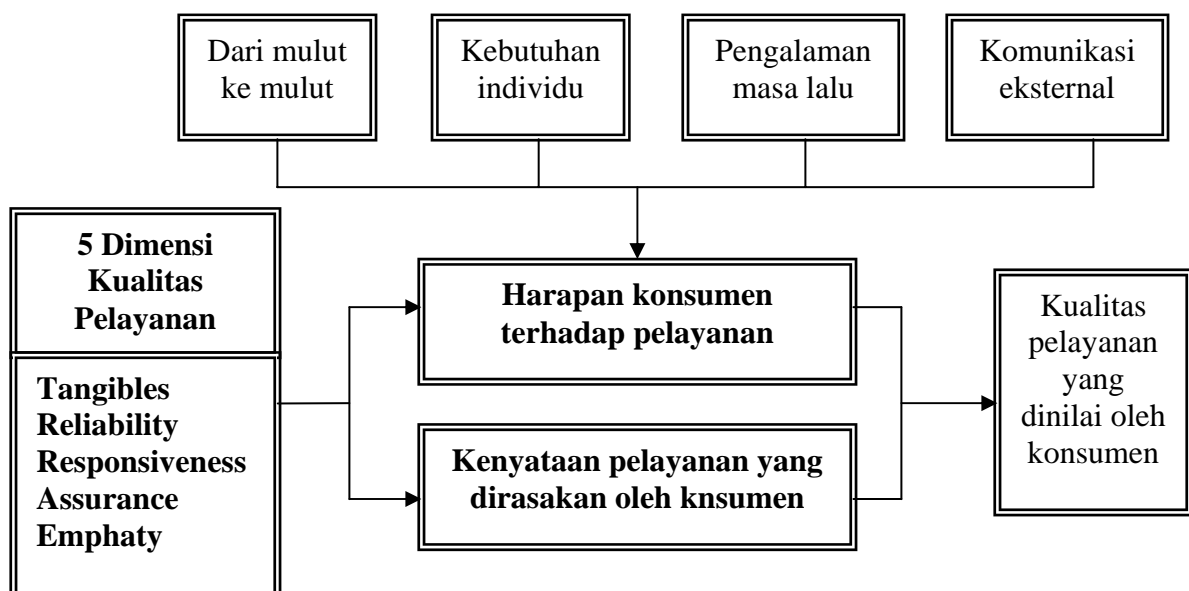 Dari mulut
ke mulut
Kebutuhan
individu
Pengalaman
masa lalu
Komunikasi
eksternal
5 Dimensi
Kualitas
Pelayanan
Tangibles
Reliability
Responsiveness
Assurance
Emphaty
Harapan konsumen
terhadap pelayanan
Kenyataan pelayanan yang
dirasakan oleh knsumen
Kualitas
pelayanan
yang
dinilai oleh
konsumen